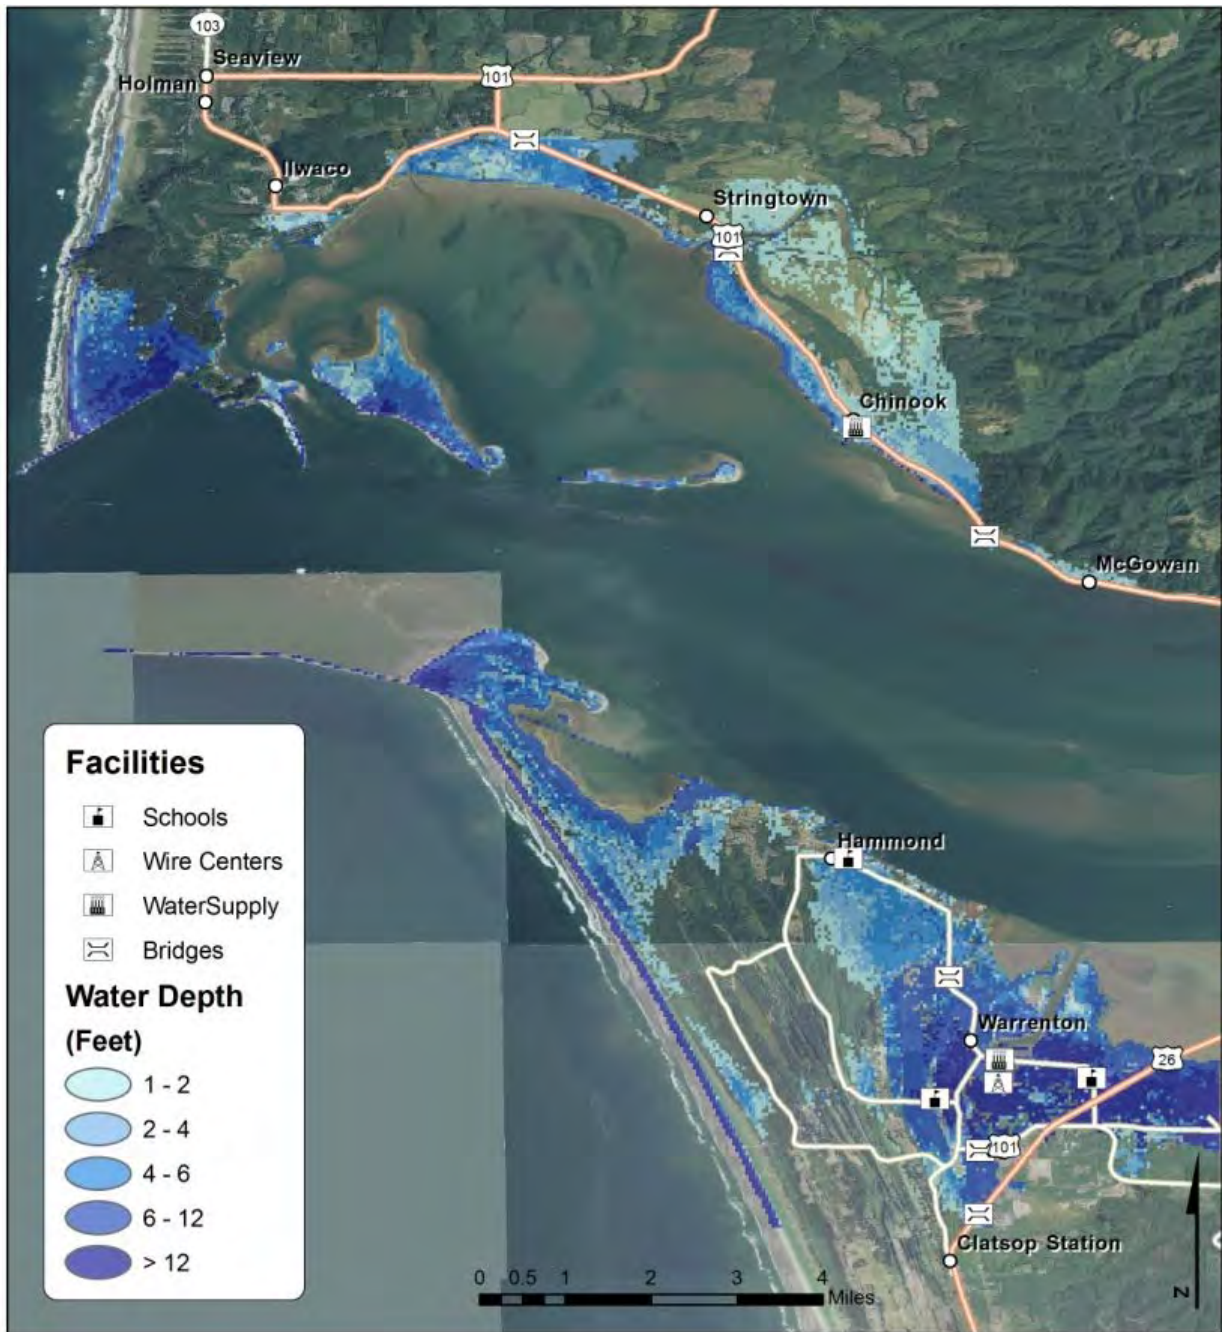 103
Seaview
Holman
101
Ilwaco
Stringtown
101
Chinook
McGowan
Facilities
Schools
Wire Centers
WaterSupply
Bridges
Water Depth
(Feet)
1 - 2
2 - 4
4 - 6
6 - 12
> 12
Hammond
Warrenton
26
101
Clatsop Station
0 0.5 1 2 3 4
Miles
N